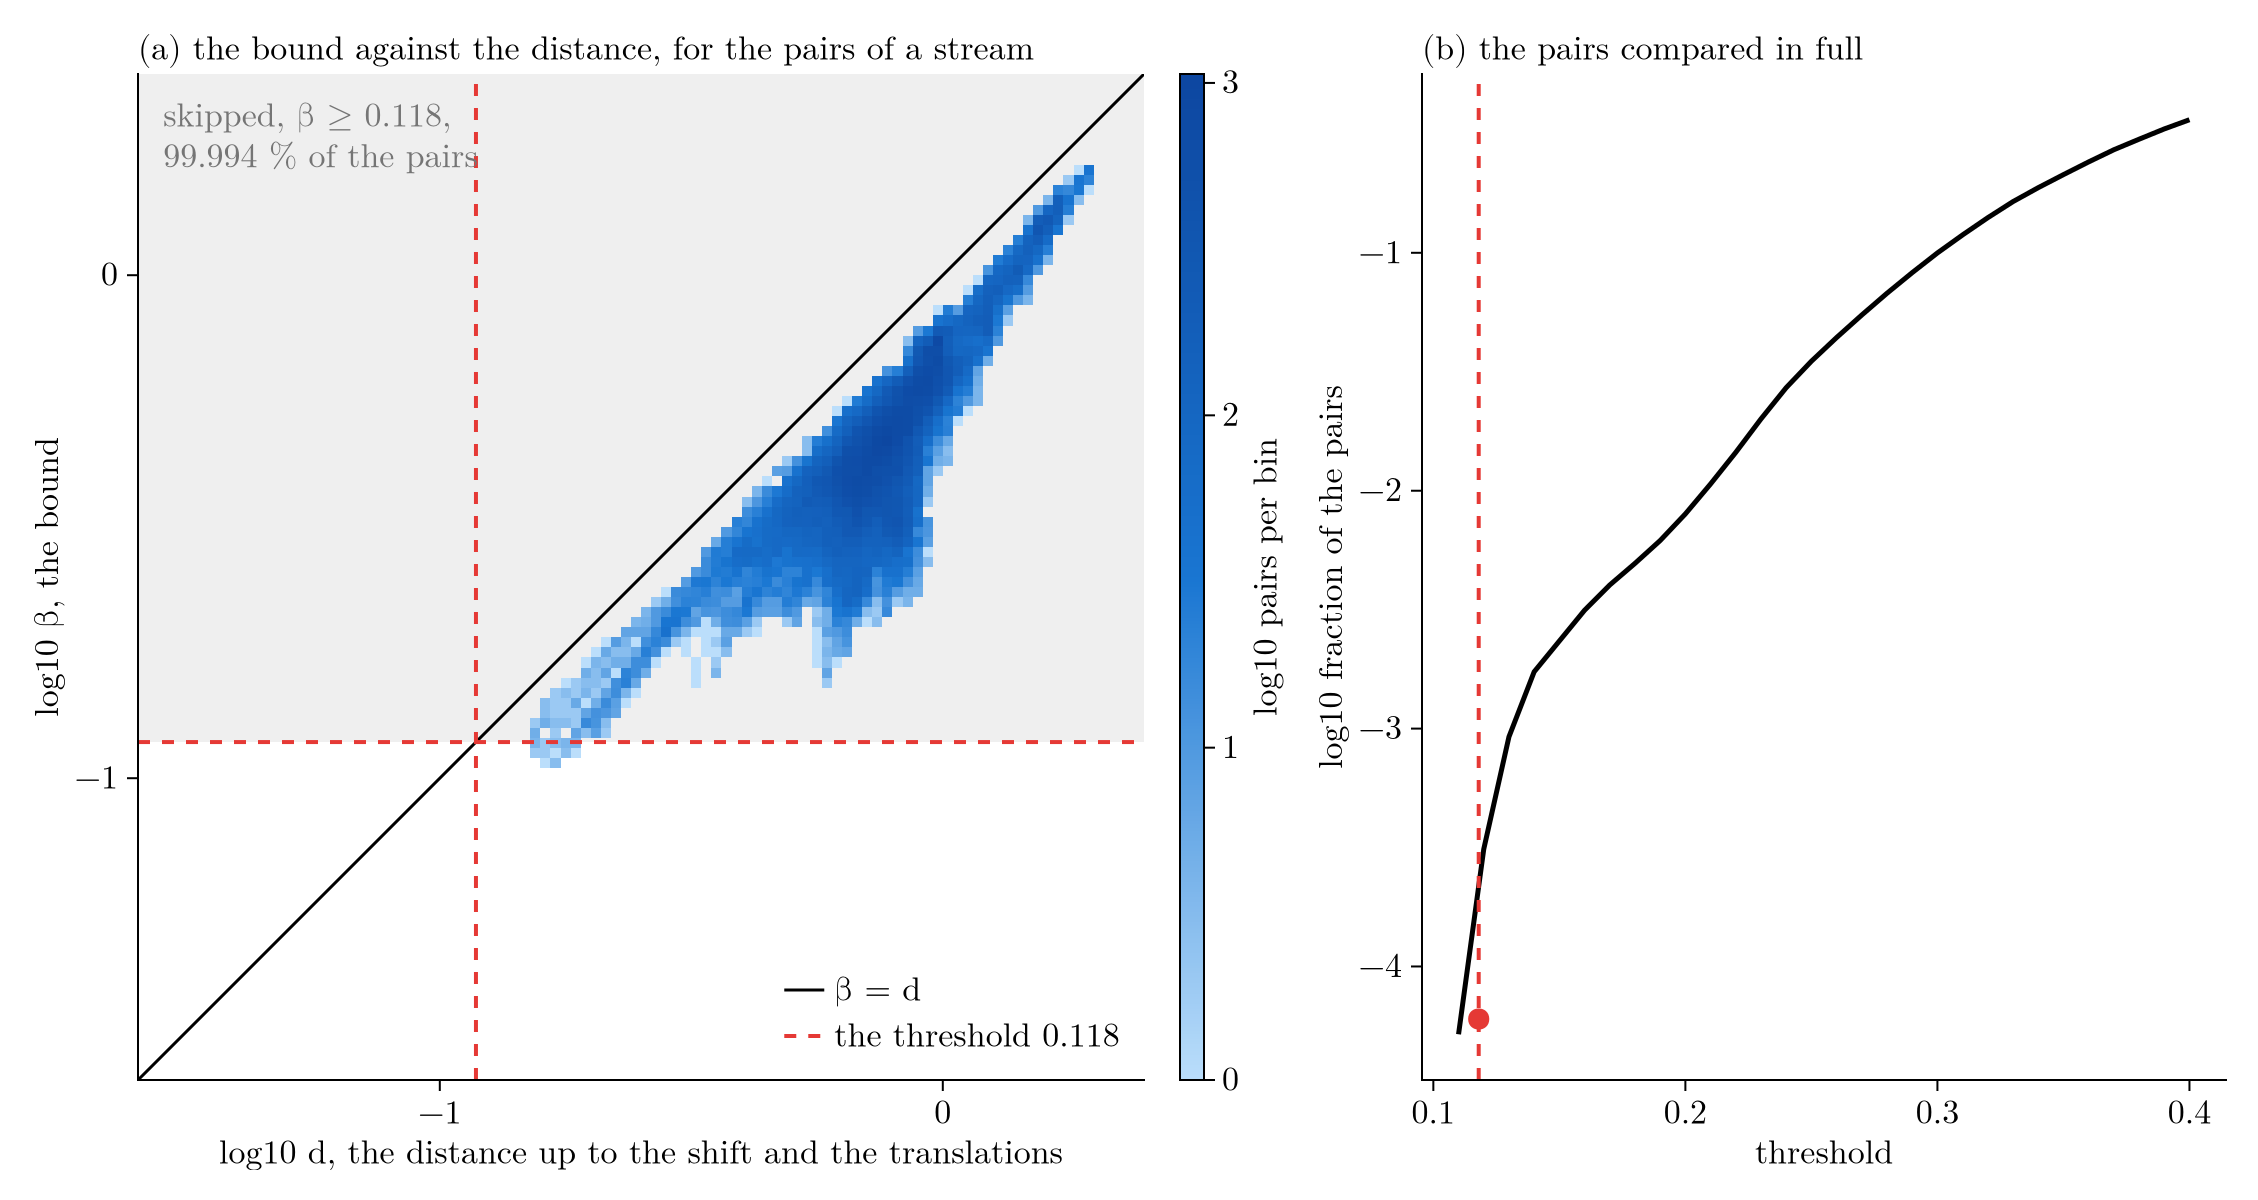 (a) the bound against the distance, for the pairs of a stream
skipped, β ≥ 0.118,
99.994 % of the pairs
0
−1
log10 β, the bound
−1
0
log10 d, the distance up to the shift and the translations
β = d
the threshold 0.118
3
2
1
0
log10 pairs per bin
(b) the pairs compared in full
−1
−2
−3
−4
log10 fraction of the pairs
0.1
0.2
0.3
0.4
threshold